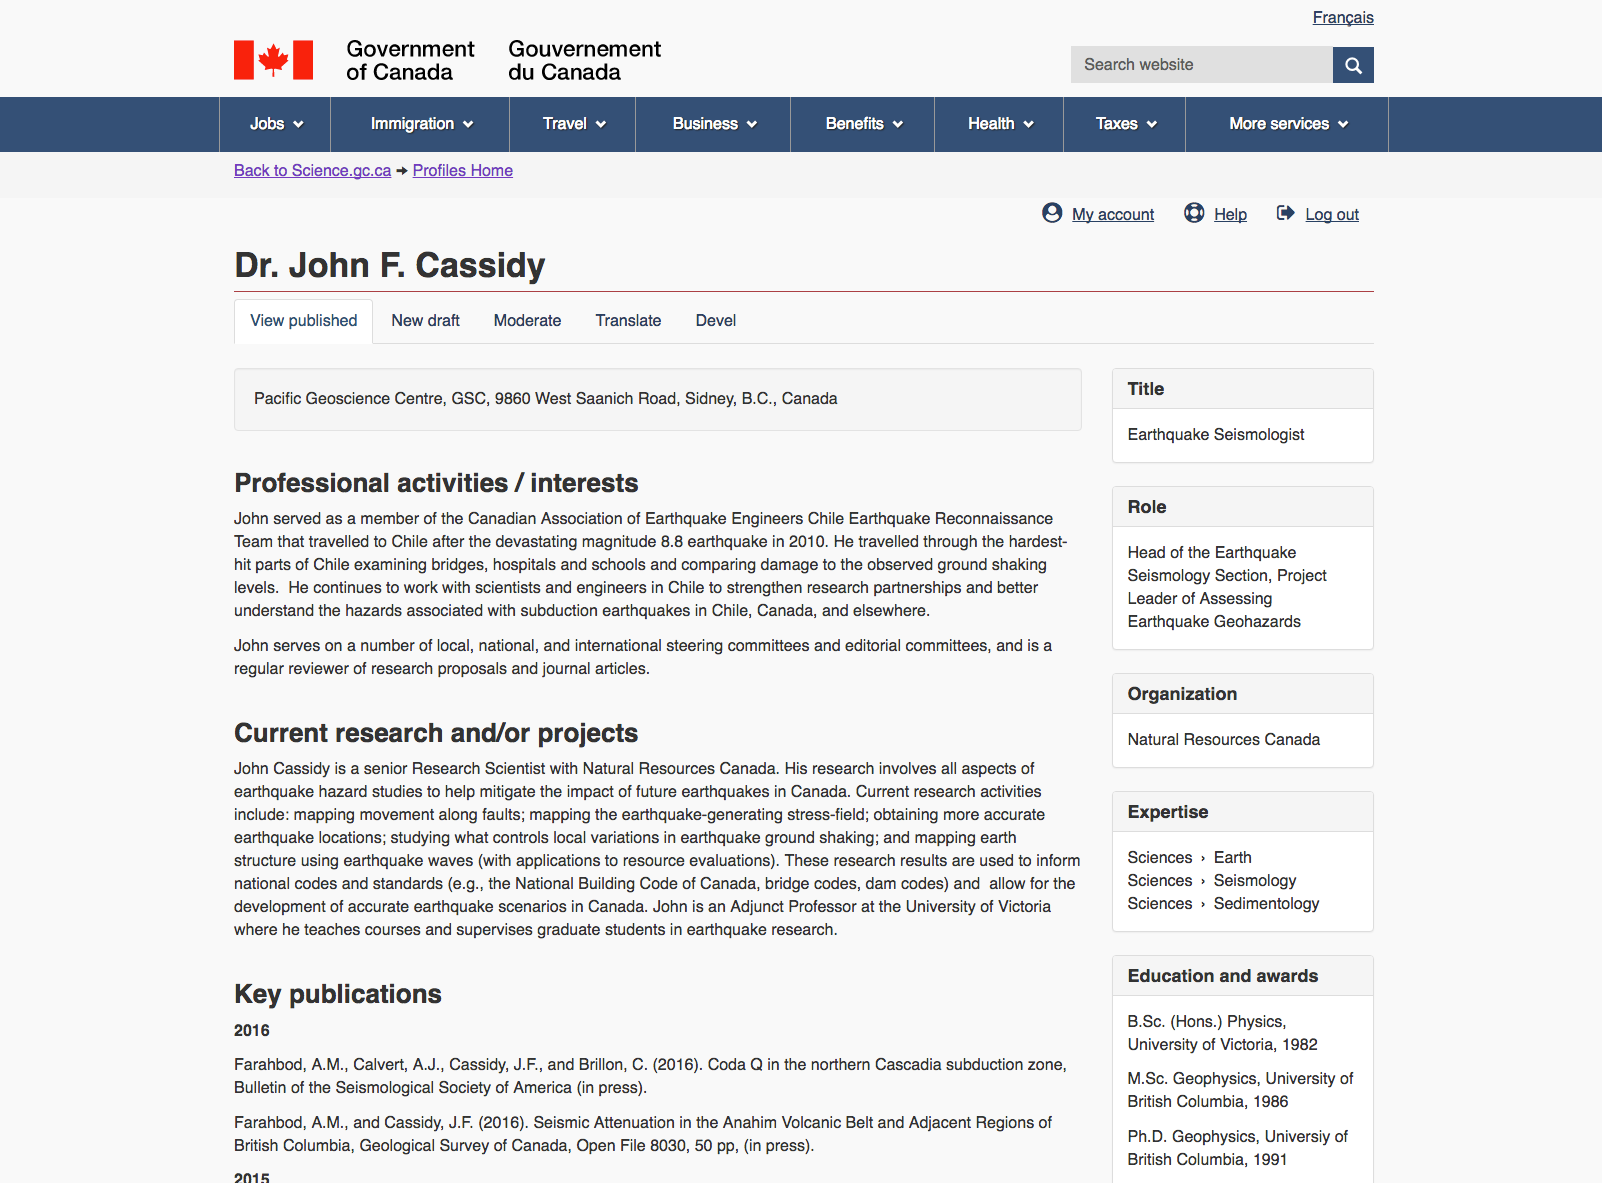 Français
Government of Canada
Gouvernement du Canada
Search website
Jobs
Immigration
Travel
Business
Benefits
Health
Taxes
More services
Back to Science.gc.ca ➜ Profiles Home
My account
Help
Log out
Dr. John F. Cassidy
View published
New draft
Moderate
Translate
Devel
Pacific Geoscience Centre, GSC, 9860 West Saanich Road, Sidney, B.C., Canada
Professional activities / interests
John served as a member of the Canadian Association of Earthquake Engineers Chile Earthquake Reconnaissance
Team that travelled to Chile after the devastating magnitude 8.8 earthquake in 2010. He travelled through the hardest-
hit parts of Chile examining bridges, hospitals and schools and comparing damage to the observed ground shaking
levels.  He continues to work with scientists and engineers in Chile to strengthen research partnerships and better
understand the hazards associated with subduction earthquakes in Chile, Canada, and elsewhere.
John serves on a number of local, national, and international steering committees and editorial committees, and is a
regular reviewer of research proposals and journal articles.
Current research and/or projects
John Cassidy is a senior Research Scientist with Natural Resources Canada. His research involves all aspects of
earthquake hazard studies to help mitigate the impact of future earthquakes in Canada. Current research activities
include: mapping movement along faults; mapping the earthquake-generating stress-field; obtaining more accurate
earthquake locations; studying what controls local variations in earthquake ground shaking; and mapping earth
structure using earthquake waves (with applications to resource evaluations). These research results are used to inform
national codes and standards (e.g., the National Building Code of Canada, bridge codes, dam codes) and  allow for the
development of accurate earthquake scenarios in Canada. John is an Adjunct Professor at the University of Victoria
where he teaches courses and supervises graduate students in earthquake research.
Key publications
2016
Farahbod, A.M., Calvert, A.J., Cassidy, J.F., and Brillon, C. (2016). Coda Q in the northern Cascadia subduction zone,
Bulletin of the Seismological Society of America (in press).
Farahbod, A.M., and Cassidy, J.F. (2016). Seismic Attenuation in the Anahim Volcanic Belt and Adjacent Regions of
British Columbia, Geological Survey of Canada, Open File 8030, 50 pp, (in press).
2015
Title
Earthquake Seismologist
Role
Head of the Earthquake
Seismology Section, Project
Leader of Assessing
Earthquake Geohazards
Organization
Natural Resources Canada
Expertise
Sciences › Earth
Sciences › Seismology
Sciences › Sedimentology
Education and awards
B.Sc. (Hons.) Physics,
University of Victoria, 1982
M.Sc. Geophysics, University of
British Columbia, 1986
Ph.D. Geophysics, Universiy of
British Columbia, 1991